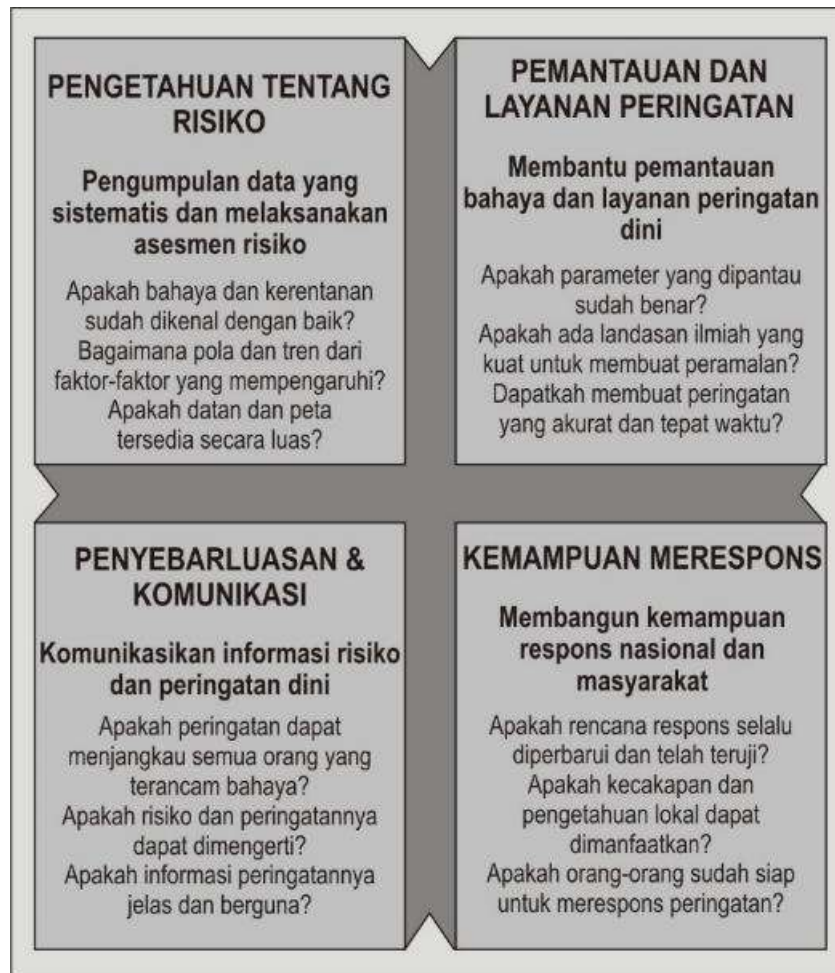 PENGETAHUAN TENTANG
RISIKO
Pengumpulan data yang
sistematis dan melaksanakan
asesmen risiko
Apakah bahaya dan kerentanan
sudah dikenal dengan baik?
Bagaimana pola dan tren dari
faktor-faktor yang mempengaruhi?
Apakah datan dan peta
tersedia secara luas?
PEMANTAUAN DAN
LAYANAN PERINGATAN
Membantu pemantauan
bahaya dan layanan peringatan
dini
Apakah parameter yang dipantau
sudah benar?
Apakah ada landasan ilmiah yang
kuat untuk membuat peramalan?
Dapatkah membuat peringatan
yang akurat dan tepat waktu?
PENYEBARLUASAN &
KOMUNIKASI
Komunikasikan informasi risiko
dan peringatan dini
Apakah peringatan dapat
menjangkau semua orang yang
terancam bahaya?
Apakah risiko dan peringatannya
dapat dimengerti?
Apakah informasi peringatannya
jelas dan berguna?
KEMAMPUAN MERESPONS
Membangun kemampuan
respons nasional dan
masyarakat
Apakah rencana respons selalu
diperbarui dan telah teruji?
Apakah kecakapan dan
pengetahuan lokal dapat
dimanfaatkan?
Apakah orang-orang sudah siap
untuk merespons peringatan?